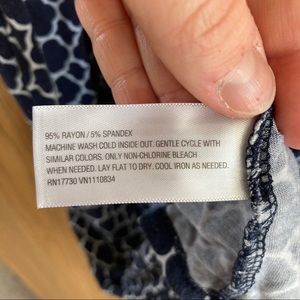 95% RAYON / 5% SPANDEX
MACHINE WASH COLD INSIDE OUT. GENTLE CYCLE WITH
SIMILAR COLORS. ONLY NON-CHLORINE BLEACH
WHEN NEEDED. LAY FLAT TO DRY. COOL IRON AS NEEDED.
RN17730 VN1110834